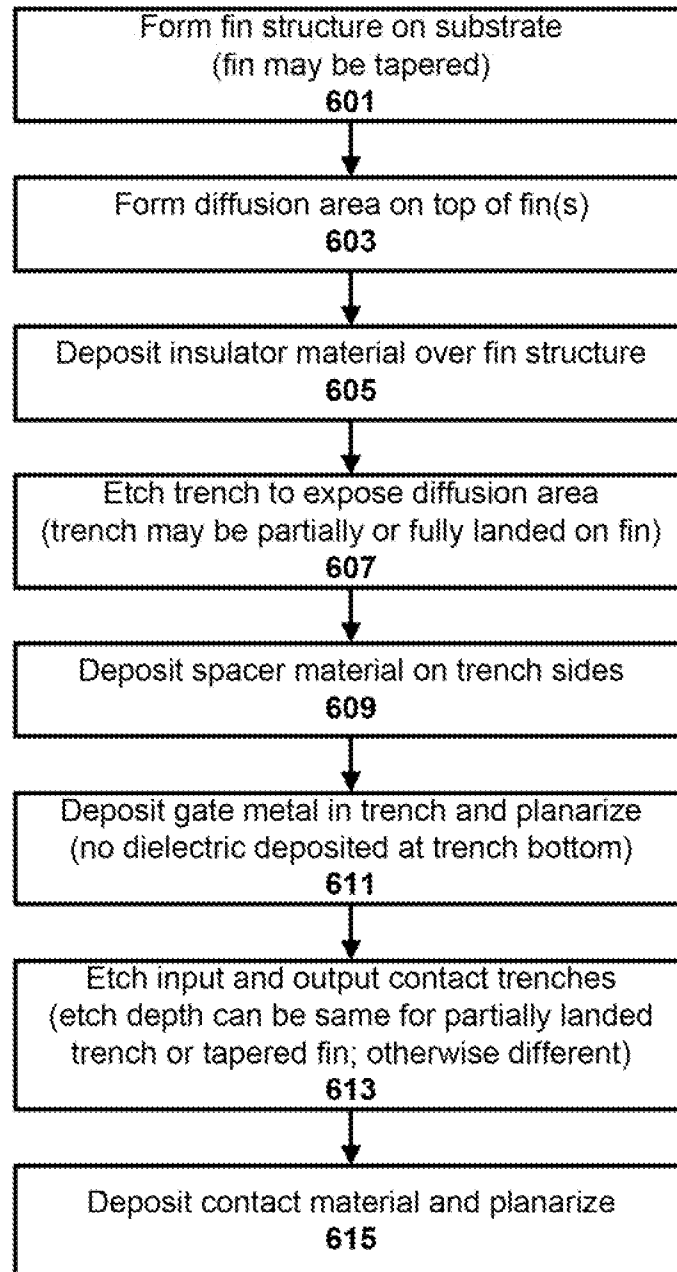 Form fin structure on substrate
(fin may be tapered)
601
Form diffusion area on top of fin(s)
603
Deposit insulator material over fin structure
605
Etch trench to expose diffusion area
(trench may be partially or fully landed on fin)
607
Deposit spacer material on trench sides
609
Deposit gate metal in trench and planarize
(no dielectric deposited at trench bottom)
611
Etch input and output contact trenches
(etch depth can be same for partially landed
trench or tapered fin; otherwise different)
613
Deposit contact material and planarize
615